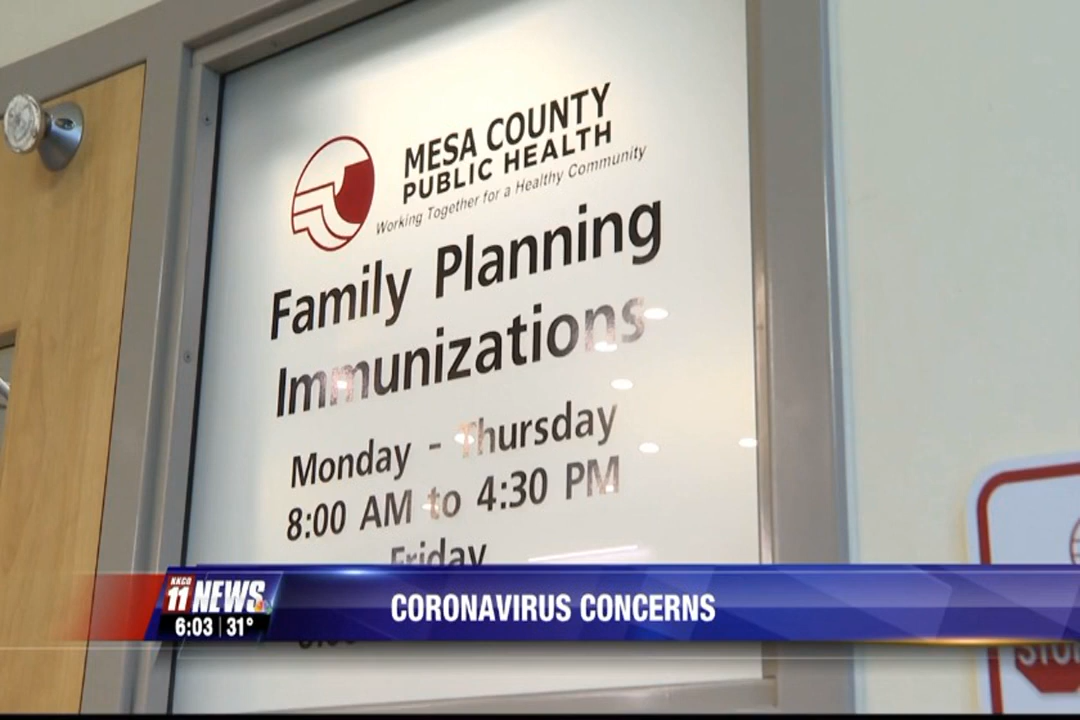 MESA COUNTY
PUBLIC HEALTH
Working Together for a Healthy Community
Family Planning
Immunizations
Monday - Thursday
8:00 AM to 4:30 PM
Friday
KKCO
11 NEWS
6:03 31°
CORONAVIRUS CONCERNS